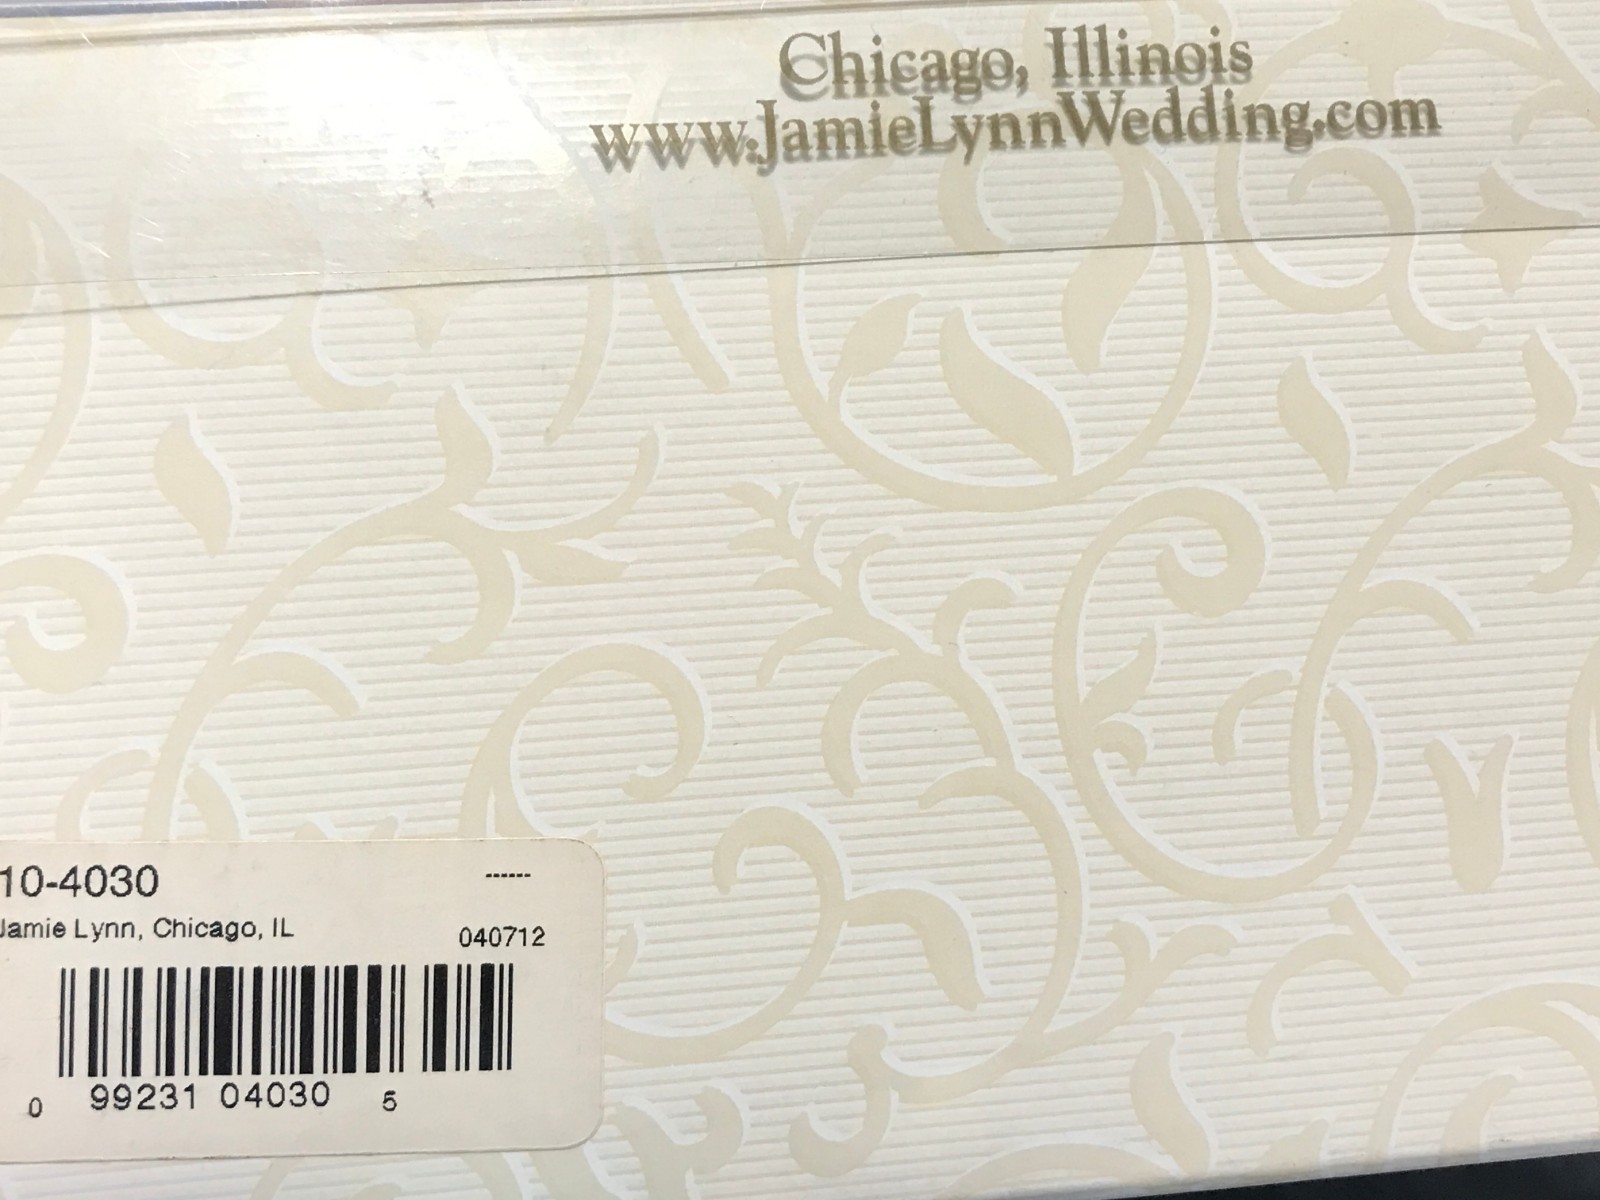 Chicago, Illinois
www.JamieLynnWedding.com
10-4030
------
Jamie Lynn, Chicago, IL
040712
0 99231 04030 5